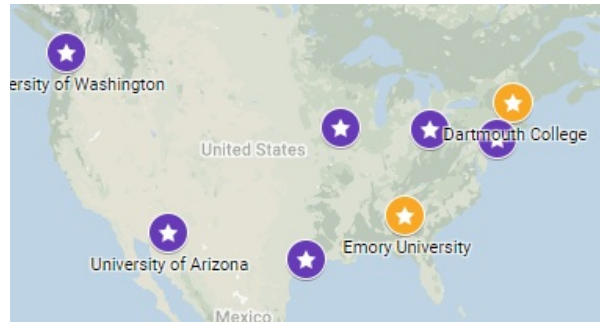 ersity of Washington
Dartmouth College
United States
Emory University
University of Arizona
Mexico